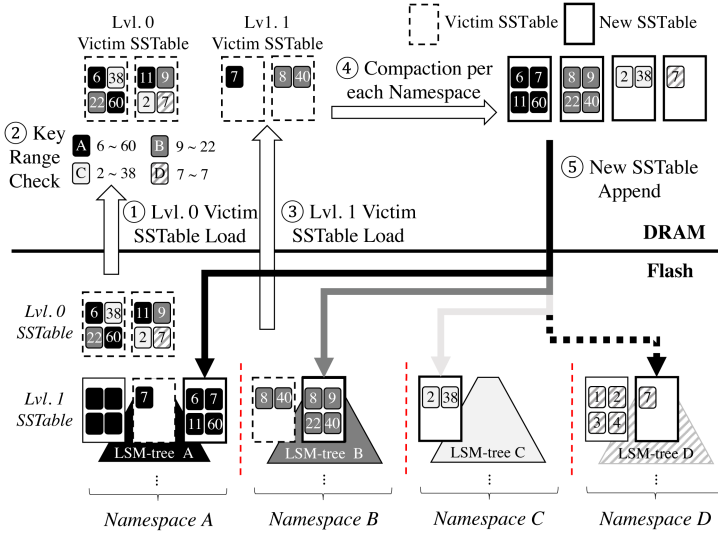 Lvl. 0
Victim SSTable
Lvl. 1
Victim SSTable
Victim SSTable
New SSTable
6 38 11 9
22 60 2 7
7 8 40
④ Compaction per
each Namespace
6 7 8 9 2 38 7
11 60 22 40
② Key
Range
Check
A 6 ~ 60 B 9 ~ 22
C 2 ~ 38 D 7 ~ 7
① Lvl. 0 Victim
SSTable Load
③ Lvl. 1 Victim
SSTable Load
⑤ New SSTable
Append
DRAM
Flash
Lvl. 0
SSTable
6 38 11 9
22 60 2 7
Lvl. 1
SSTable
7 6 7 8 40 8 9 2 38 1 2 7
11 60 22 40 3 4
LSM-tree A
LSM-tree B
LSM-tree C
LSM-tree D
... ... ... ...
Namespace A
Namespace B
Namespace C
Namespace D